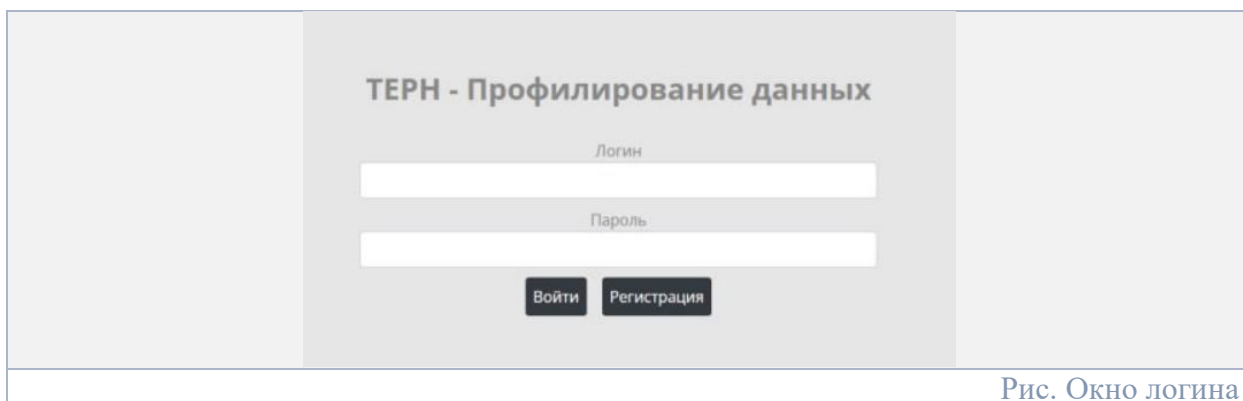 ТЕРН - Профилирование данных
Логин
Пароль
Войти Регистрация
Рис. Окно логина